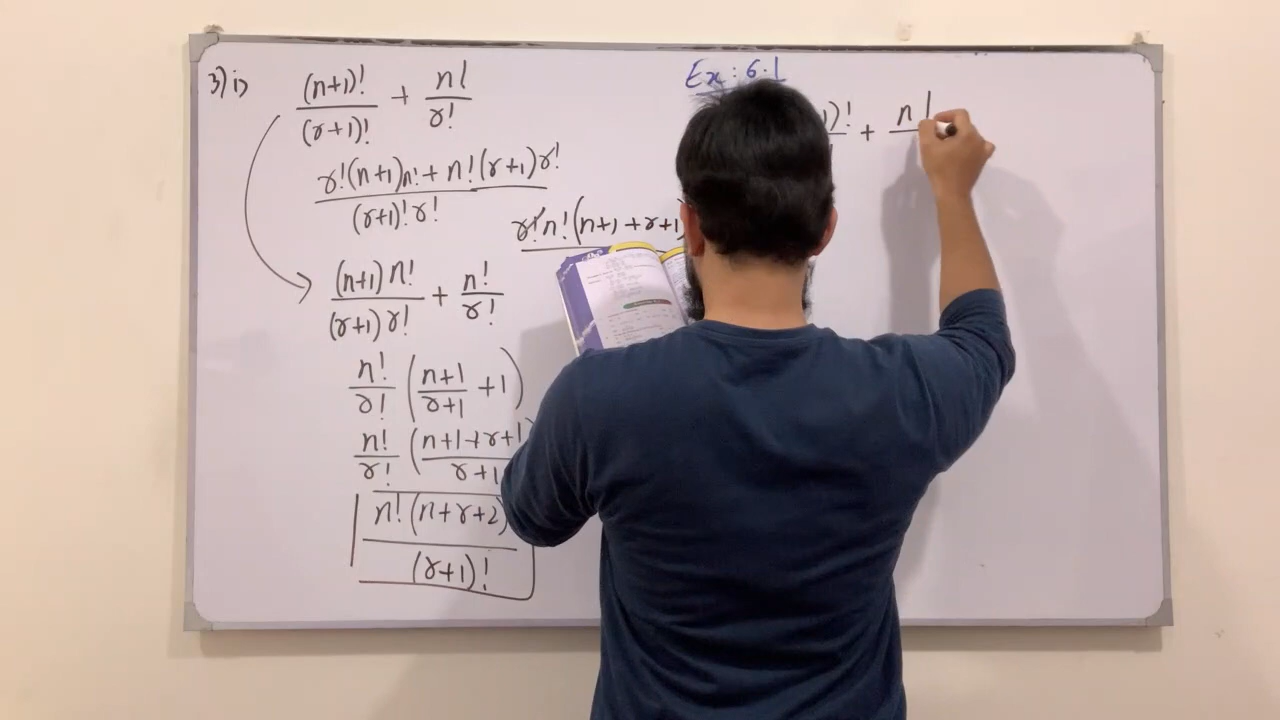 3) i) (n+1)! / (r+1)! + n! / r!
r!(n+1)n! + n!(r+1)r! / (r+1)! r!
r! n! (n+1+r+1)
(n+1) n! / (r+1) r! + n! / r!
n! / r! (n+1 / r+1 + 1)
n! / r! (n+1+r+1) / r+1
n! (n+r+2) / (r+1)!
Ex : 6.1
)! + n!